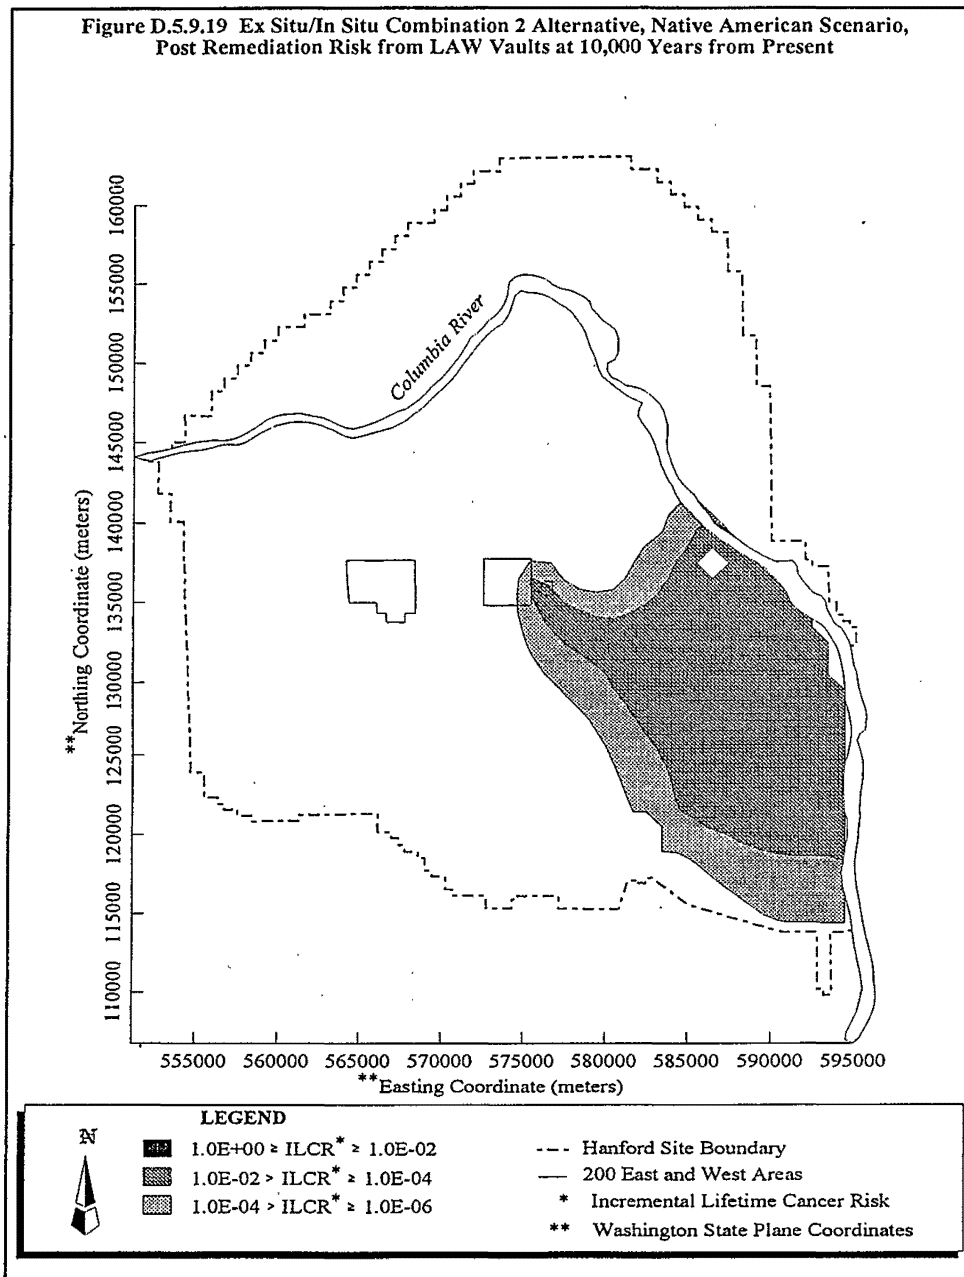 Figure D.5.9.19 Ex Situ/In Situ Combination 2 Alternative, Native American Scenario,
Post Remediation Risk from LAW Vaults at 10,000 Years from Present
160000
155000
150000
145000
140000
135000
130000
125000
120000
115000
110000
**Northing Coordinate (meters)
Columbia River
555000 560000 565000 570000 575000 580000 585000 590000 595000
**Easting Coordinate (meters)
LEGEND
N
1.0E+00 ≥ ILCR* ≥ 1.0E-02
1.0E-02 > ILCR* ≥ 1.0E-04
1.0E-04 > ILCR* ≥ 1.0E-06
Hanford Site Boundary
200 East and West Areas
* Incremental Lifetime Cancer Risk
** Washington State Plane Coordinates